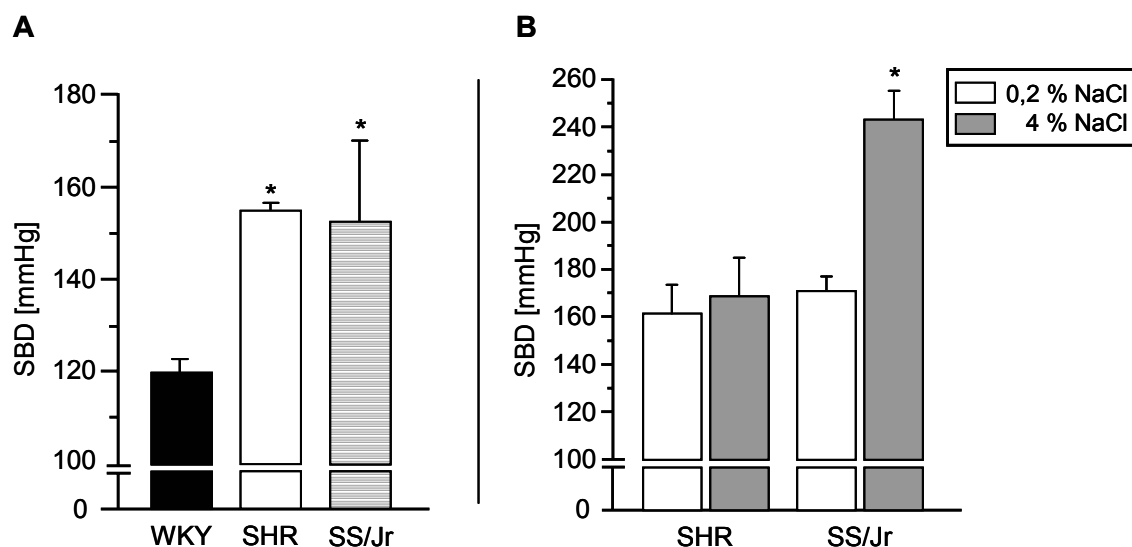 A
SBD [mmHg]
180
160
140
120
100
0
*
*
WKY SHR SS/Jr
B
SBD [mmHg]
260
240
220
200
180
160
140
120
100
0
*
SHR SS/Jr
0,2 % NaCl
4 % NaCl